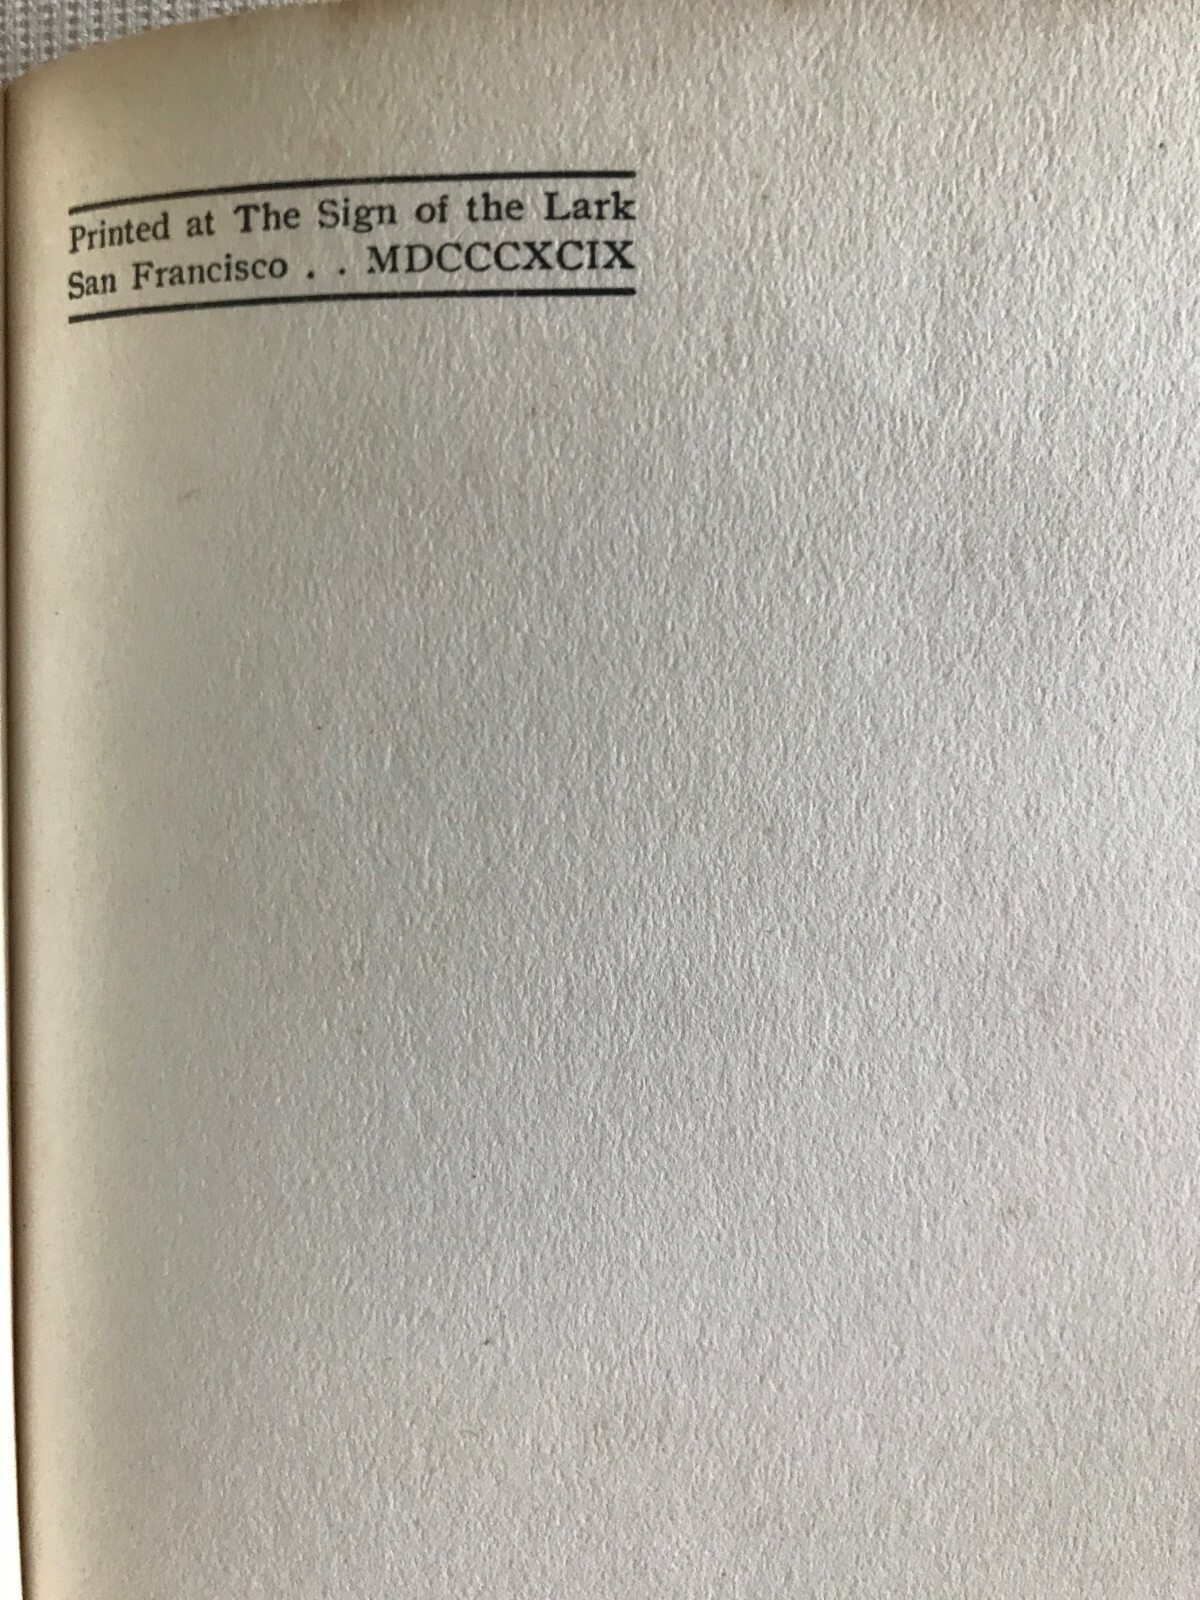 Printed at The Sign of the Lark
San Francisco . . MDCCCXCIX